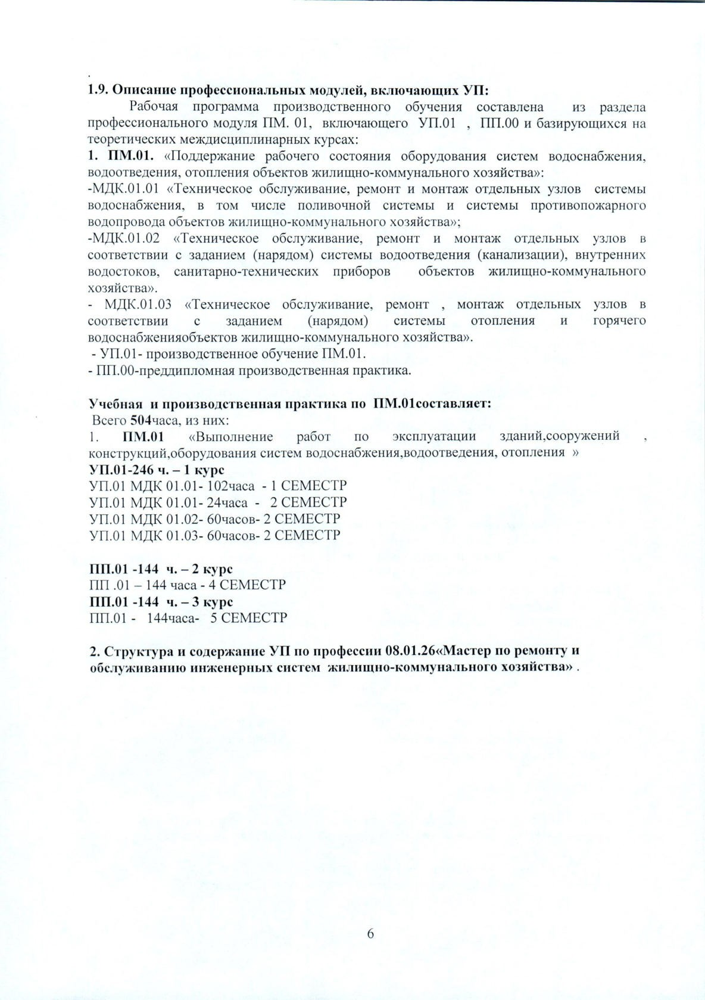 .
1.9. Описание профессиональных модулей, включающих УП:
Рабочая программа производственного обучения составлена из раздела
профессионального модуля ПМ. 01, включающего УП.01 , ПП.00 и базирующихся на
теоретических междисциплинарных курсах:
1. ПМ.01. «Поддержание рабочего состояния оборудования систем водоснабжения,
водоотведения, отопления объектов жилищно-коммунального хозяйства»:
-МДК.01.01 «Техническое обслуживание, ремонт и монтаж отдельных узлов системы
водоснабжения, в том числе поливочной системы и системы противопожарного
водопровода объектов жилищно-коммунального хозяйства»;
-МДК.01.02 «Техническое обслуживание, ремонт и монтаж отдельных узлов в
соответствии с заданием (нарядом) системы водоотведения (канализации), внутренних
водостоков, санитарно-технических приборов объектов жилищно-коммунального
хозяйства».
- МДК.01.03 «Техническое обслуживание, ремонт , монтаж отдельных узлов в
соответствии с заданием (нарядом) системы отопления и горячего
водоснабженияобъектов жилищно-коммунального хозяйства».
- УП.01- производственное обучение ПМ.01.
- ПП.00-преддипломная производственная практика.
Учебная и производственная практика по ПМ.01составляет:
Всего 504часа, из них:
1. ПМ.01 «Выполнение работ по эксплуатации зданий,сооружений ,
конструкций,оборудования систем водоснабжения,водоотведения, отопления »
УП.01-246 ч. – 1 курс
УП.01 МДК 01.01- 102часа - 1 СЕМЕСТР
УП.01 МДК 01.01- 24часа - 2 СЕМЕСТР
УП.01 МДК 01.02- 60часов- 2 СЕМЕСТР
УП.01 МДК 01.03- 60часов- 2 СЕМЕСТР
ПП.01 -144 ч. – 2 курс
ПП .01 – 144 часа - 4 СЕМЕСТР
ПП.01 -144 ч. – 3 курс
ПП.01 - 144часа- 5 СЕМЕСТР
2. Структура и содержание УП по профессии 08.01.26«Мастер по ремонту и
обслуживанию инженерных систем жилищно-коммунального хозяйства» .
6